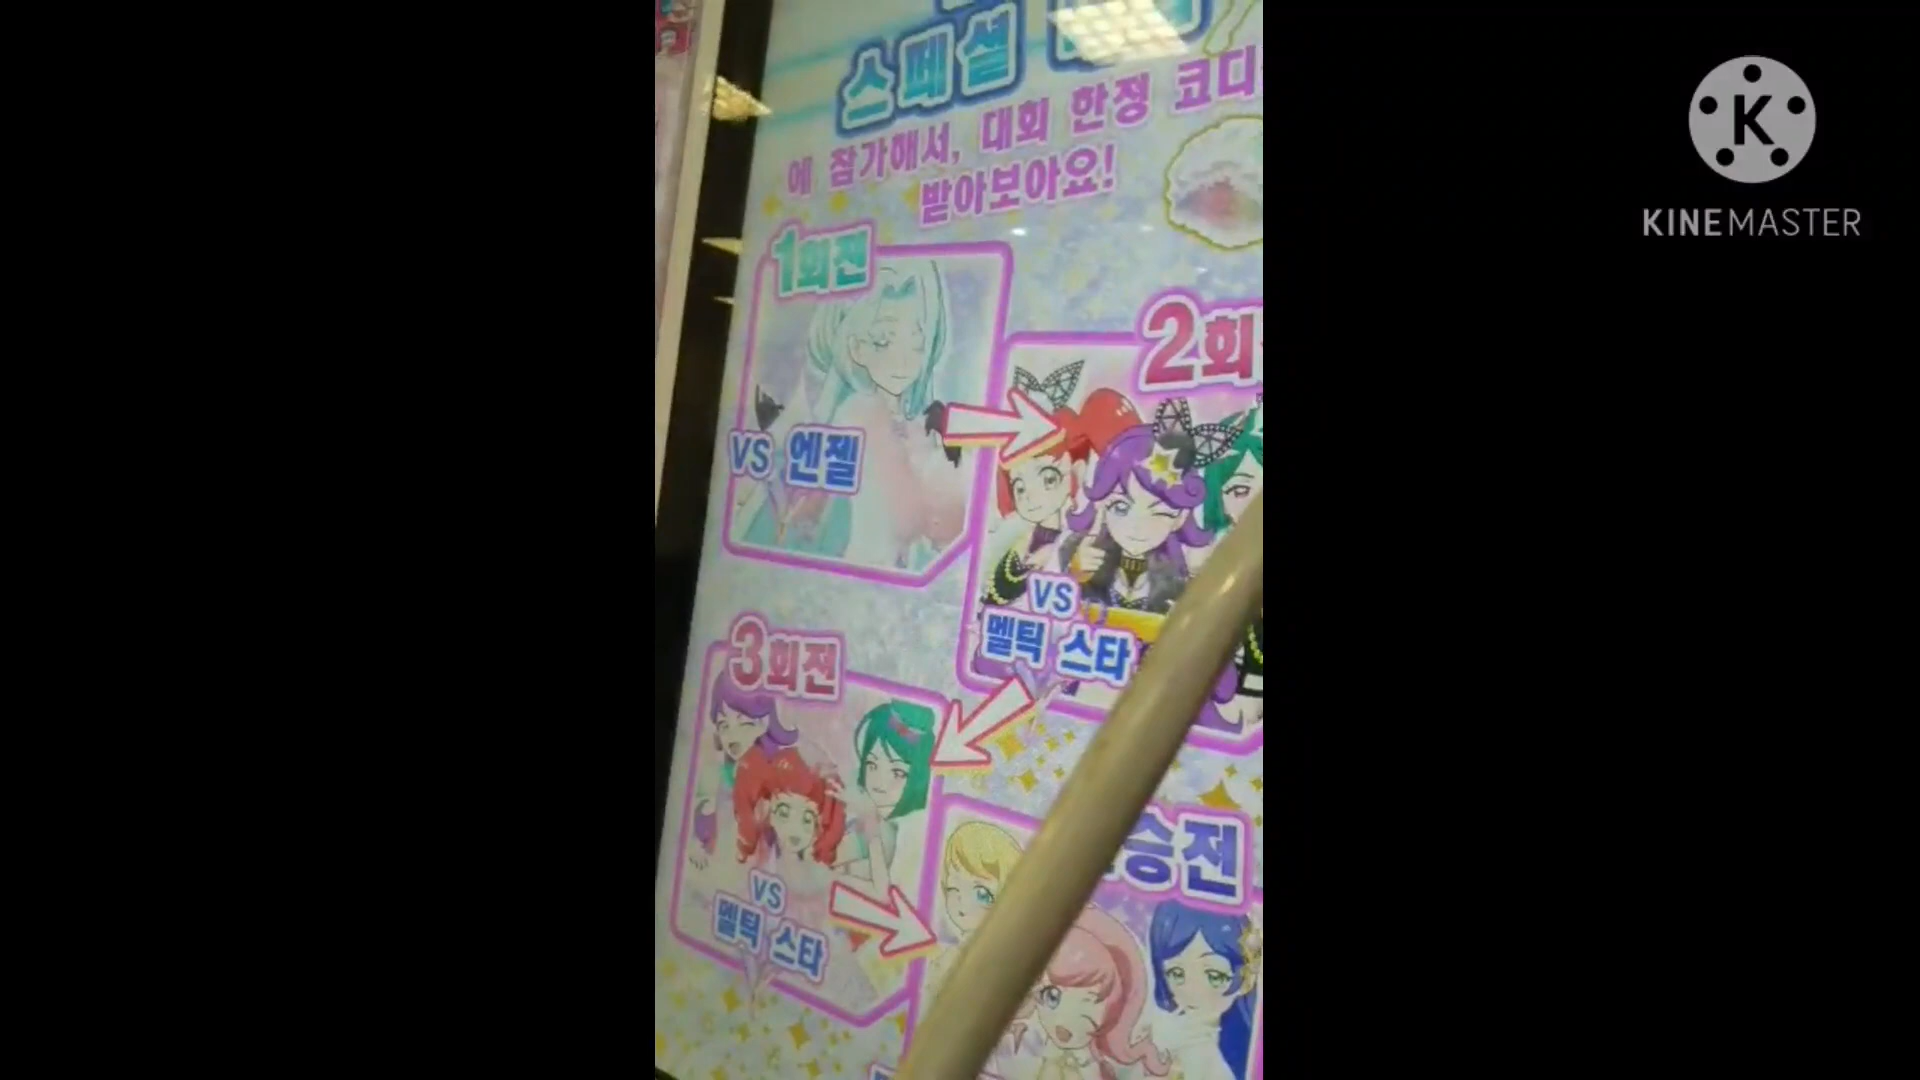 스페셜
에 참가해서, 대회 한정 코디
받아보아요!
1회전
2회
VS 엔젤
VS
멜틱 스타
3회전
승전
VS
멜틱 스타
K
KINEMASTER